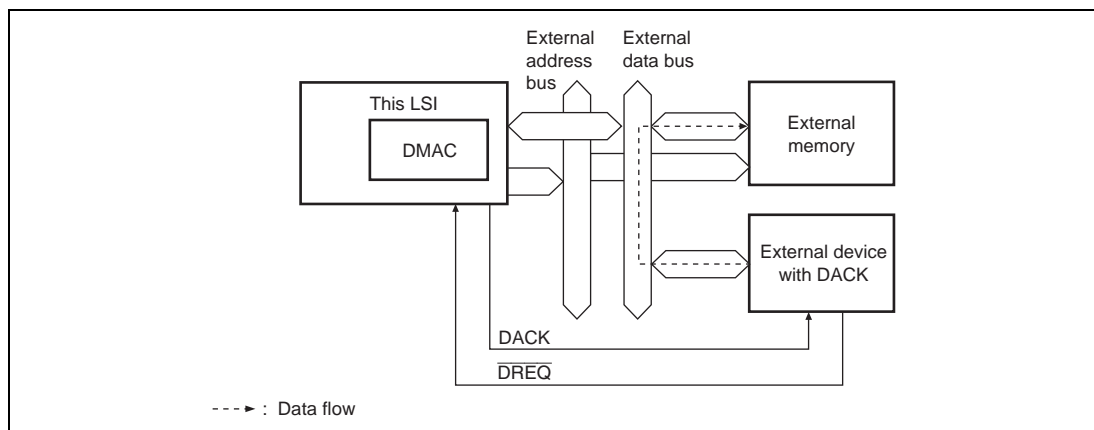 External
address
bus
External
data bus
This LSI
DMAC
External
memory
External device
with DACK
DACK
DREQ
: Data flow